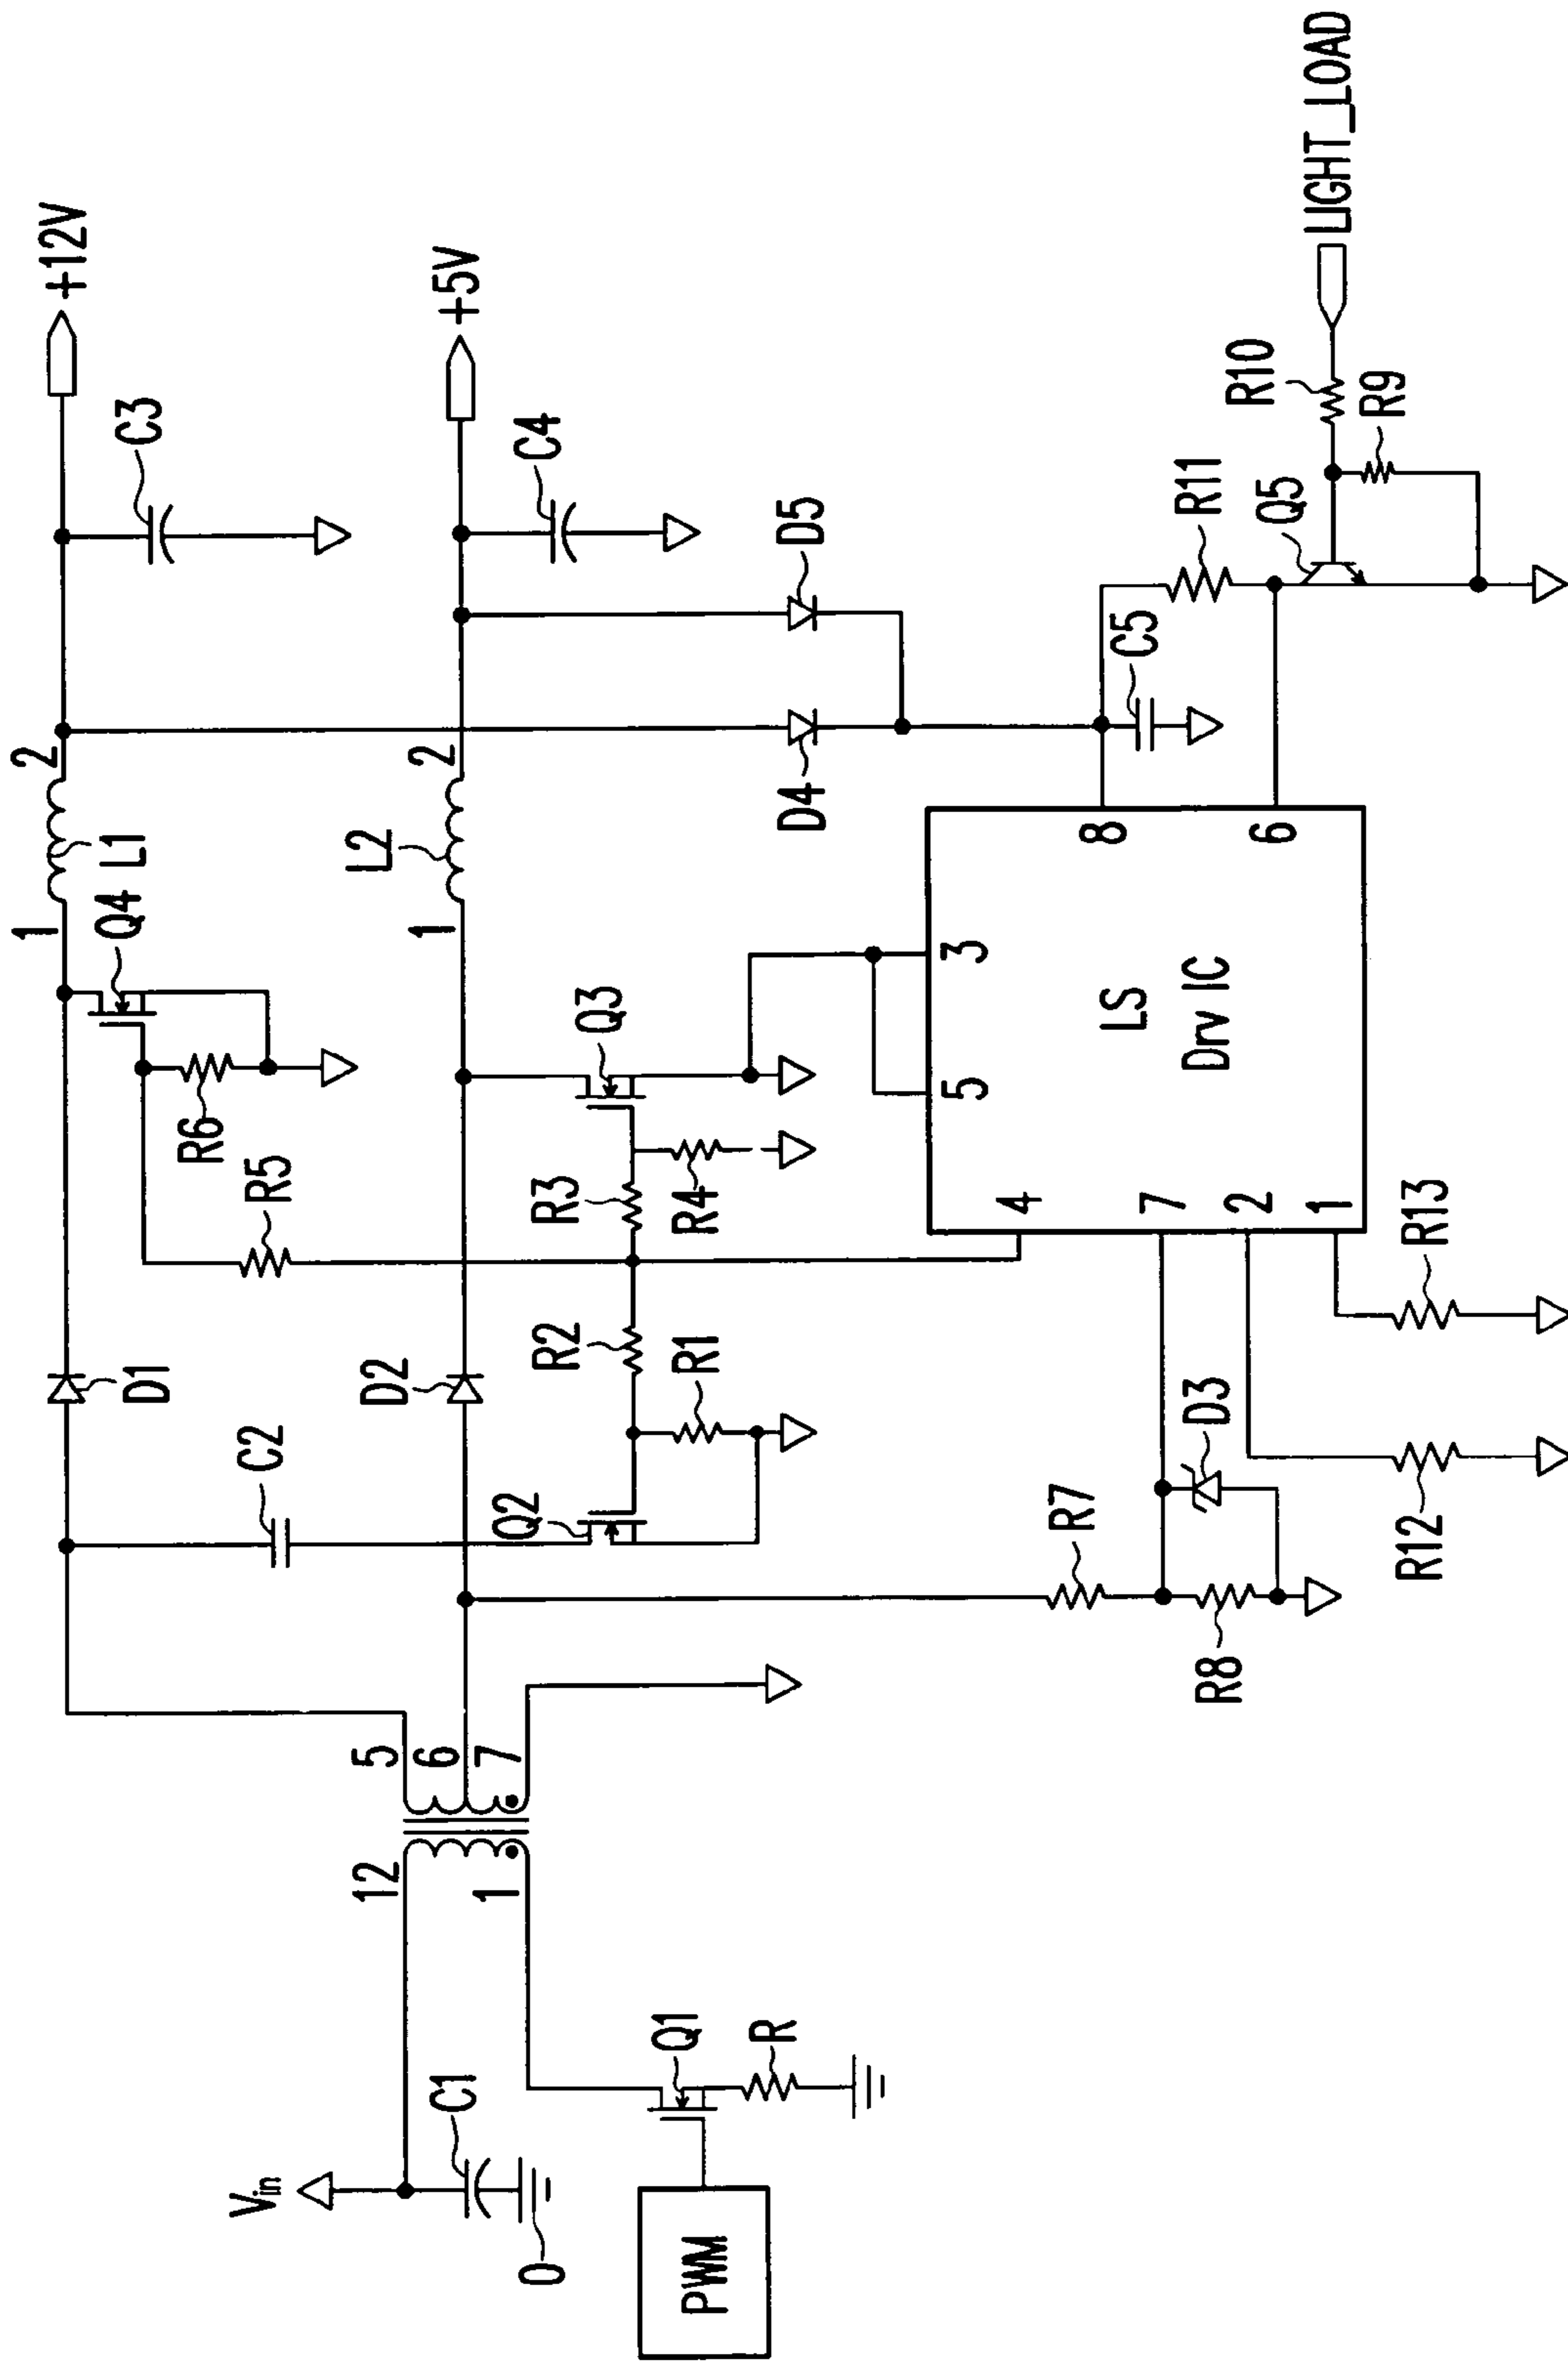 +12V
+5V
LIGHT_LOAD
C3
C4
D5
R10
R9
R11
Q5
C5
D4
2
L1
1
Q4
2
L2
1
Q3
R6
R5
R3
R4
R2
R1
8
6
3
5
LS
Drv IC
4
7
2
1
R13
D3
R12
D1
D2
C2
Q2
R7
R8
5
6
7
12
1
Vin
C1
0
Q1
R
PWM